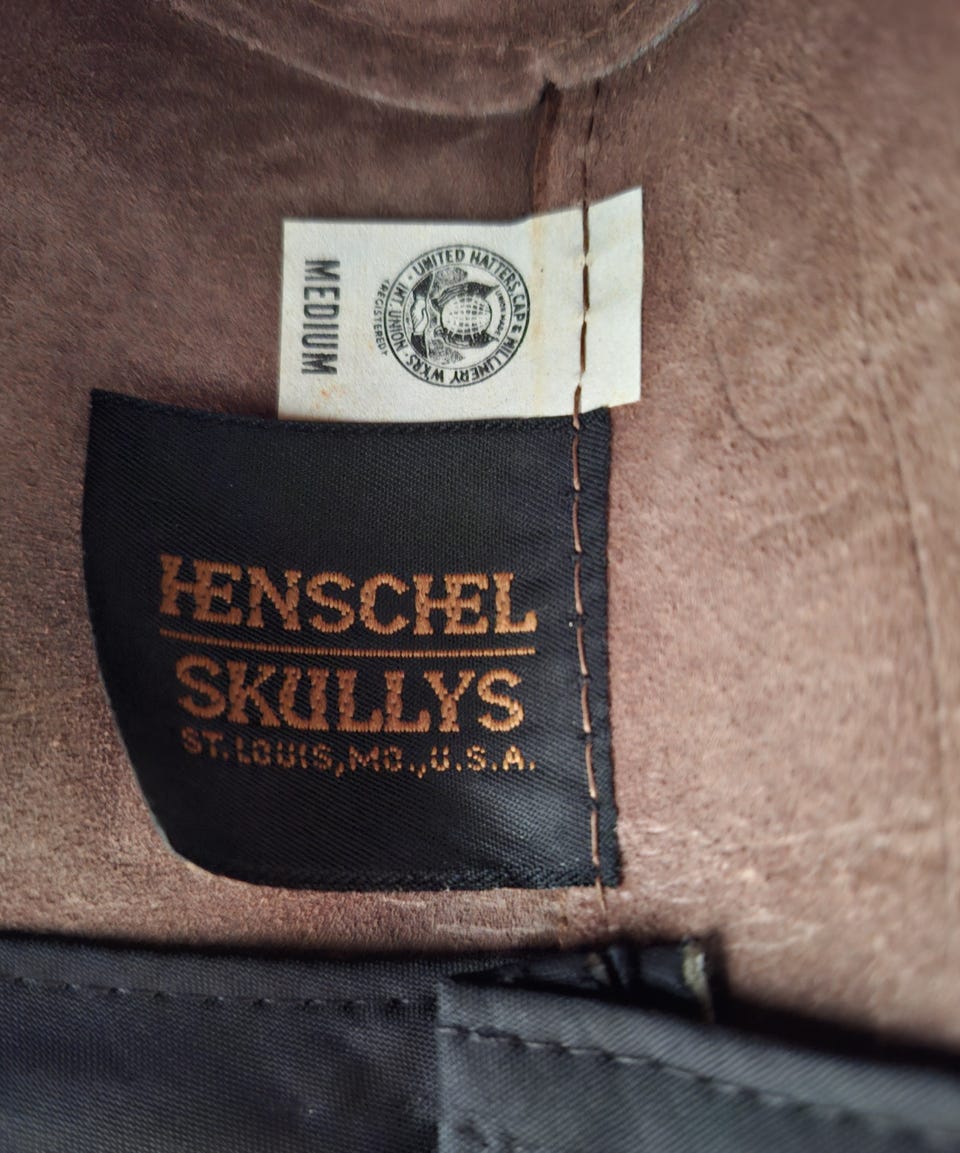 MEDIUM
UNITED HATTERS, CAP & MILLINERY WKRS. INT. UNION
REGISTERED
HENSCHEL
SKULLYS
ST. LOUIS, MO., U.S.A.